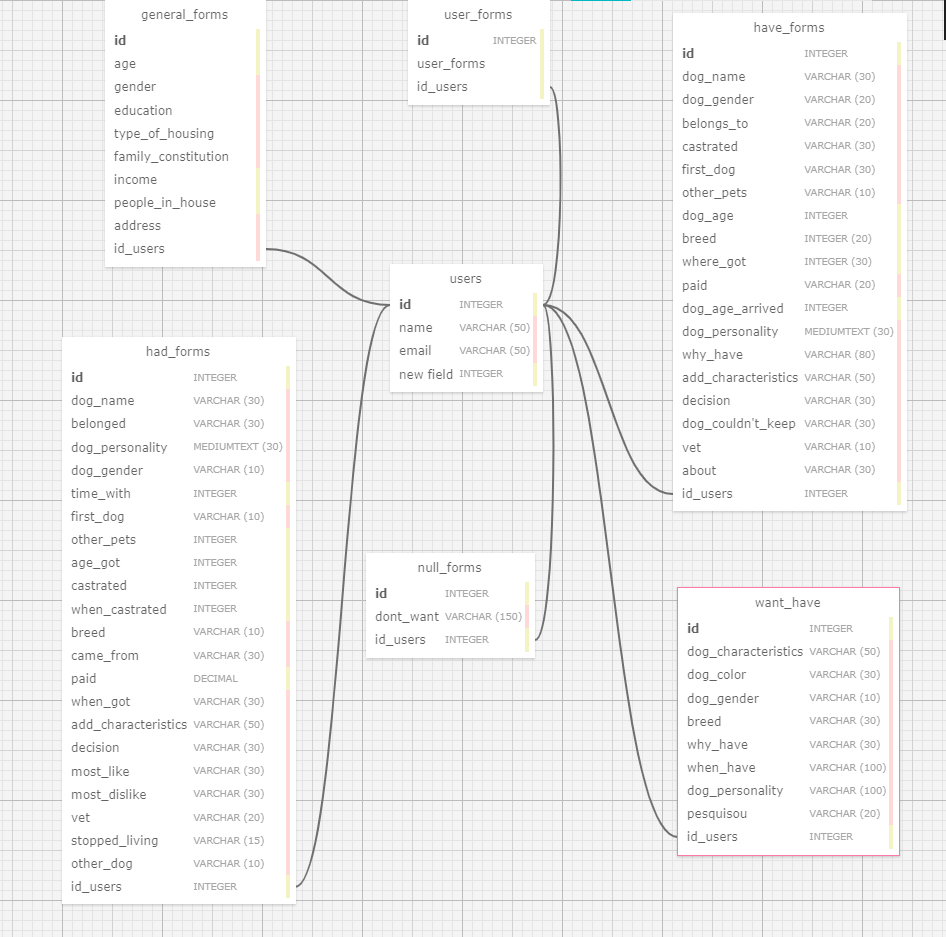 general_forms
id
age
gender
education
type_of_housing
family_constitution
income
people_in_house
address
id_users
user_forms
id INTEGER
user_forms
id_users
have_forms
id INTEGER
dog_name VARCHAR (30)
dog_gender VARCHAR (20)
belongs_to VARCHAR (20)
castrated VARCHAR (30)
first_dog VARCHAR (30)
other_pets VARCHAR (10)
dog_age INTEGER
breed INTEGER (20)
where_got INTEGER (30)
paid VARCHAR (20)
dog_age_arrived INTEGER
dog_personality MEDIUMTEXT (30)
why_have VARCHAR (80)
add_characteristics VARCHAR (50)
decision VARCHAR (30)
dog_couldn't_keep VARCHAR (30)
vet VARCHAR (10)
about VARCHAR (30)
id_users INTEGER
users
id INTEGER
name VARCHAR (50)
email VARCHAR (50)
new field INTEGER
had_forms
id INTEGER
dog_name VARCHAR (30)
belonged VARCHAR (30)
dog_personality MEDIUMTEXT (30)
dog_gender VARCHAR (10)
time_with INTEGER
first_dog VARCHAR (10)
other_pets INTEGER
age_got INTEGER
castrated INTEGER
when_castrated INTEGER
breed VARCHAR (10)
came_from VARCHAR (30)
paid DECIMAL
when_got VARCHAR (30)
add_characteristics VARCHAR (50)
decision VARCHAR (30)
most_like VARCHAR (30)
most_dislike VARCHAR (30)
vet VARCHAR (20)
stopped_living VARCHAR (15)
other_dog VARCHAR (10)
id_users INTEGER
null_forms
id INTEGER
dont_want VARCHAR (150)
id_users INTEGER
want_have
id INTEGER
dog_characteristics VARCHAR (50)
dog_color VARCHAR (30)
dog_gender VARCHAR (10)
breed VARCHAR (30)
why_have VARCHAR (30)
when_have VARCHAR (100)
dog_personality VARCHAR (100)
pesquisou VARCHAR (20)
id_users INTEGER